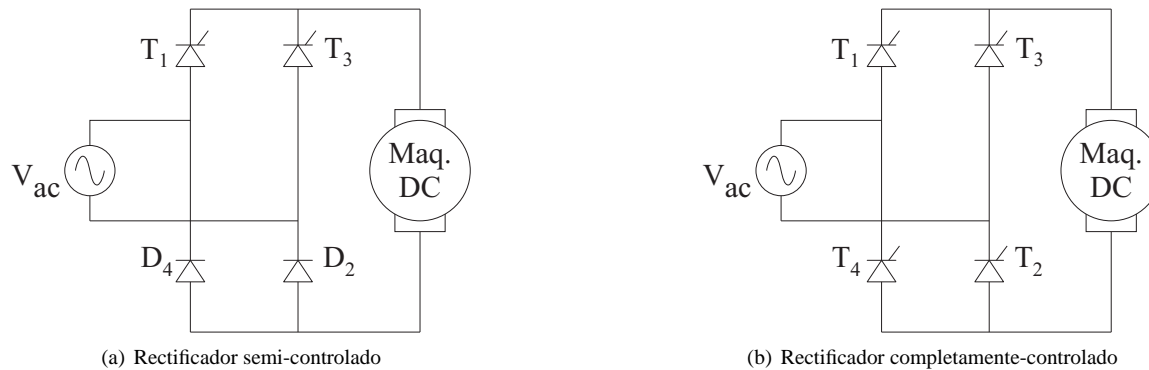 T1
T3
Vac
Maq.
DC
D4
D2
(a) Rectificador semi-controlado
T1
T3
Vac
Maq.
DC
T4
T2
(b) Rectificador completamente-controlado